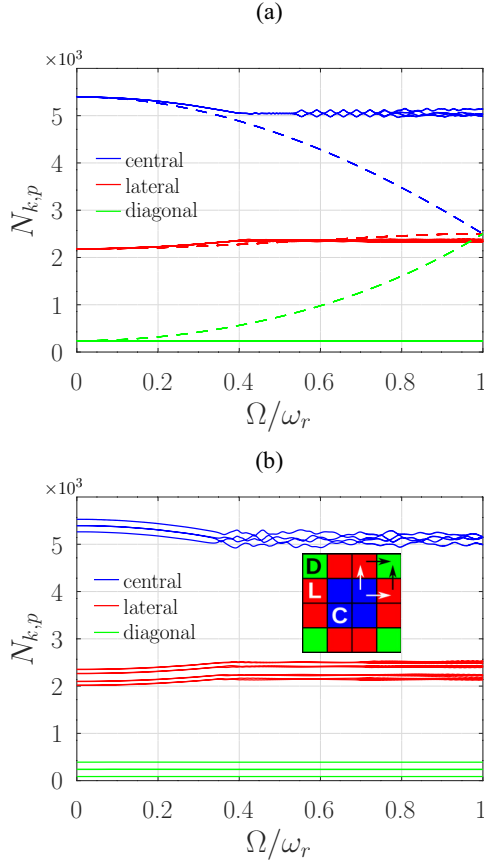 (a)
×10³
5
4
3
2
1
0
N_{k,p}
central
lateral
diagonal
0 0.2 0.4 0.6 0.8 1
Ω/ω_r
(b)
×10³
5
4
3
2
1
0
N_{k,p}
central
lateral
diagonal
D
L
C
0 0.2 0.4 0.6 0.8 1
Ω/ω_r